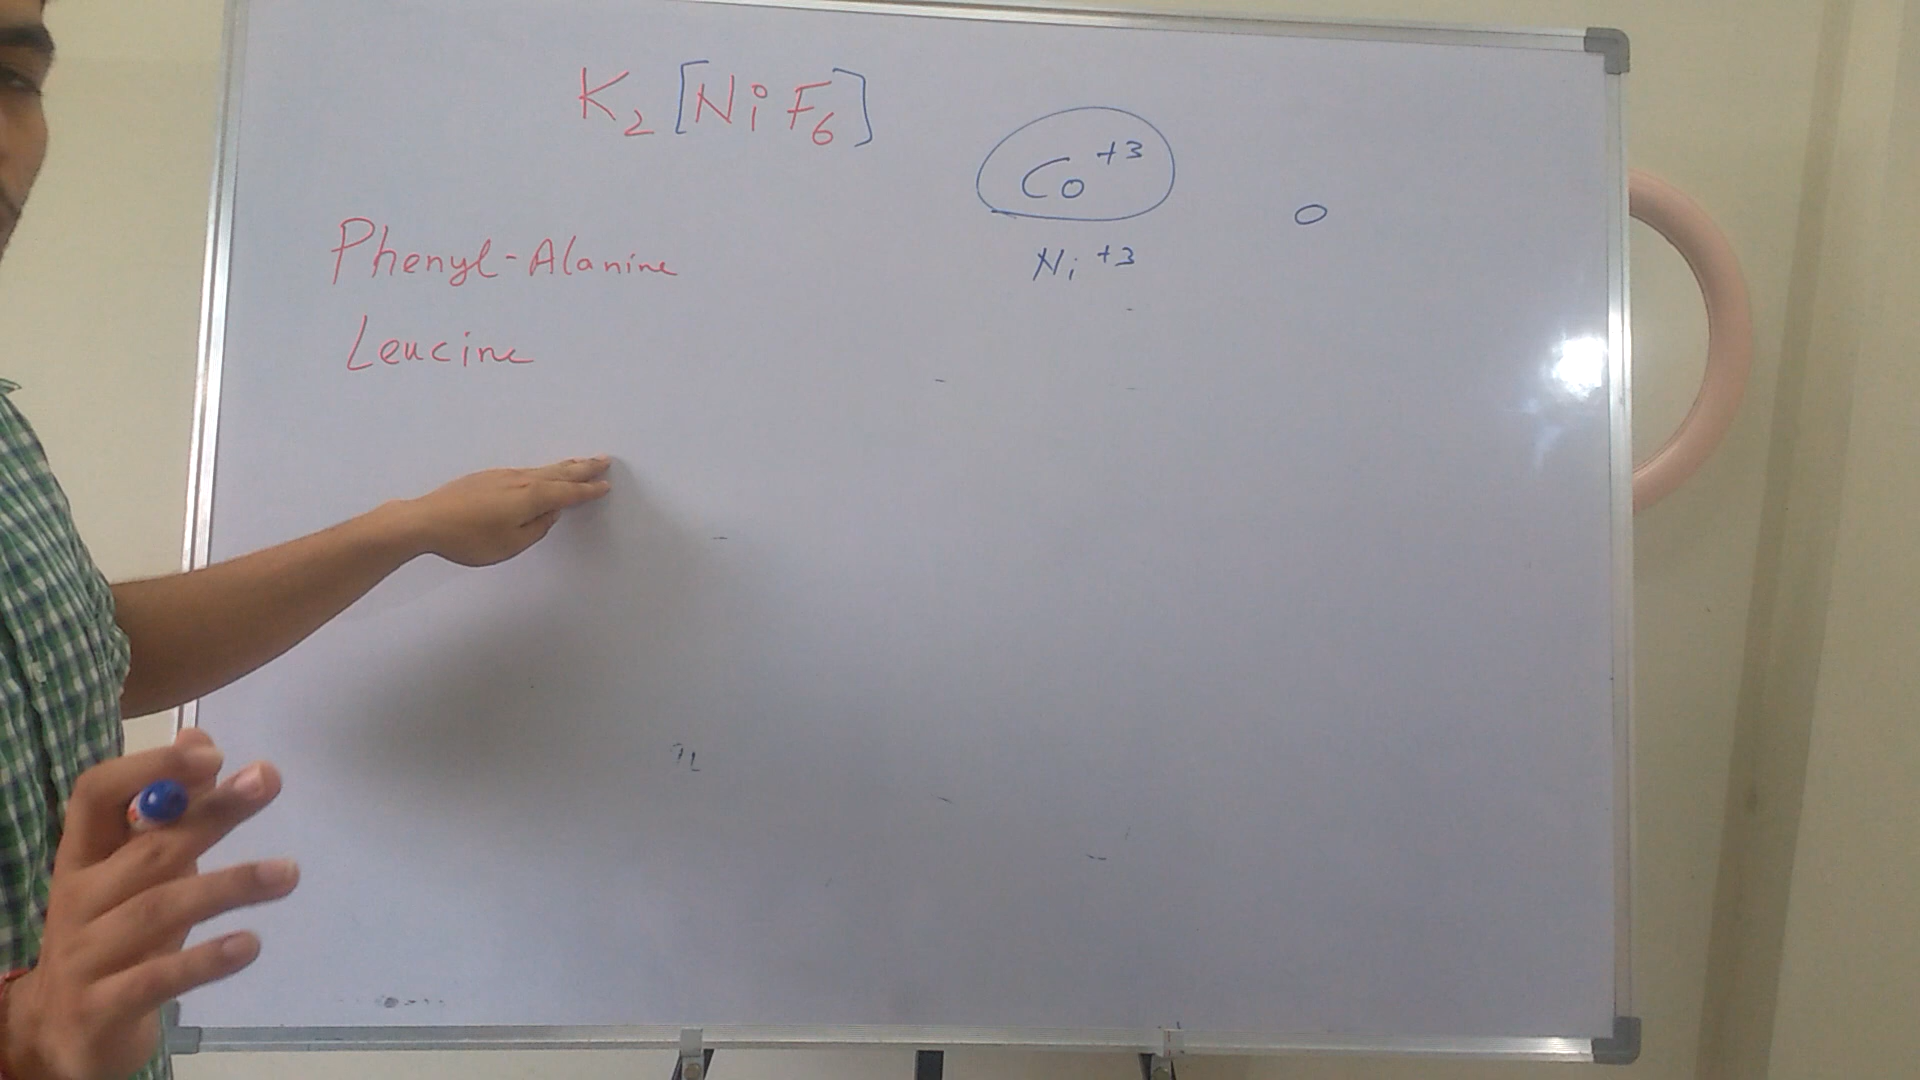 K₂[NiF₆]
Co⁺³
Ni⁺³
Phenyl-Alanine
Leucine